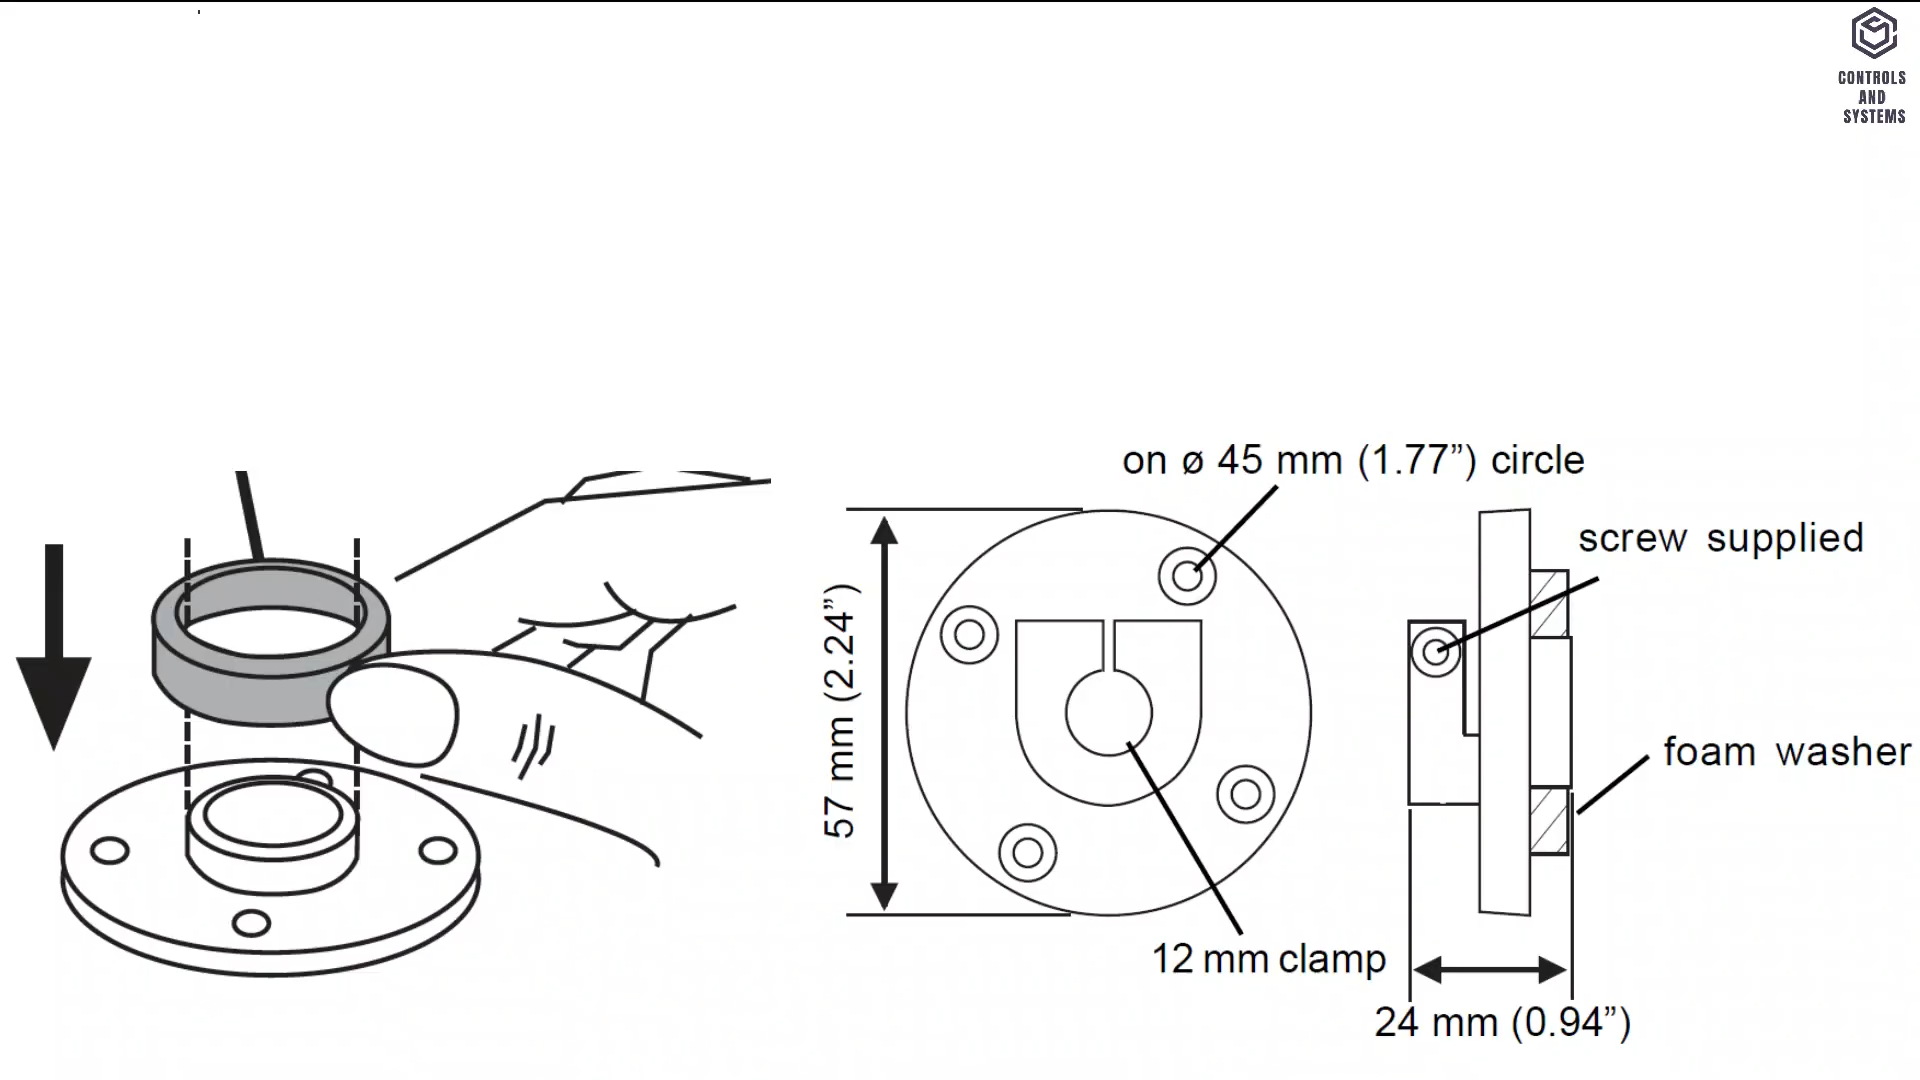 CONTROLS
AND
SYSTEMS
on ø 45 mm (1.77”) circle
screw supplied
57 mm (2.24”)
foam washer
12 mm clamp
24 mm (0.94”)